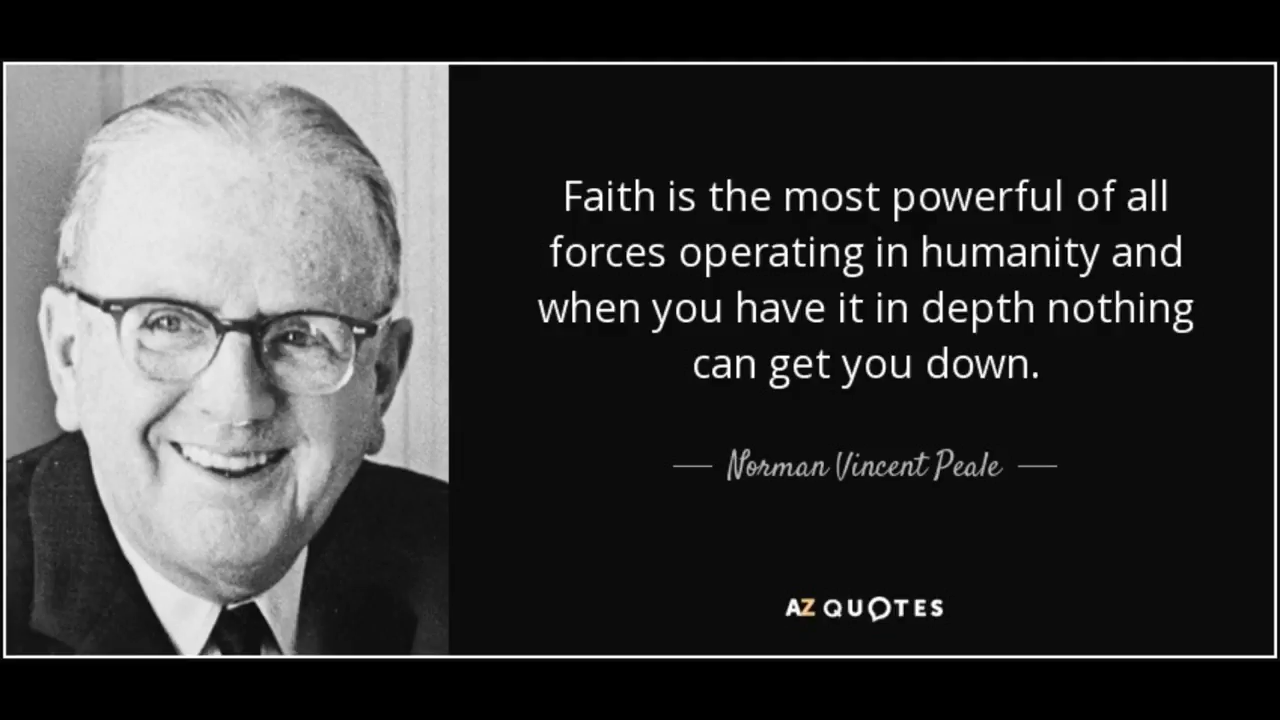 Faith is the most powerful of all
forces operating in humanity and
when you have it in depth nothing
can get you down.
Norman Vincent Peale
AZ QUOTES